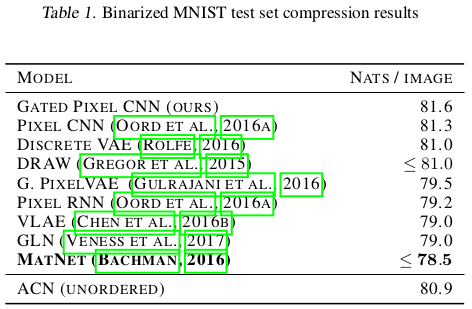 Table 1. Binarized MNIST test set compression results
MODEL NATS / IMAGE
GATED PIXEL CNN (OURS) 81.6
PIXEL CNN (OORD ET AL., 2016A) 81.3
DISCRETE VAE (ROLFE, 2016) 81.0
DRAW (GREGOR ET AL., 2015) ≤ 81.0
G. PIXELVAE (GULRAJANI ET AL., 2016) 79.5
PIXEL RNN (OORD ET AL., 2016A) 79.2
VLAE (CHEN ET AL., 2016B) 79.0
GLN (VENESS ET AL., 2017) 79.0
MATNET (BACHMAN, 2016) ≤ 78.5
ACN (UNORDERED) 80.9